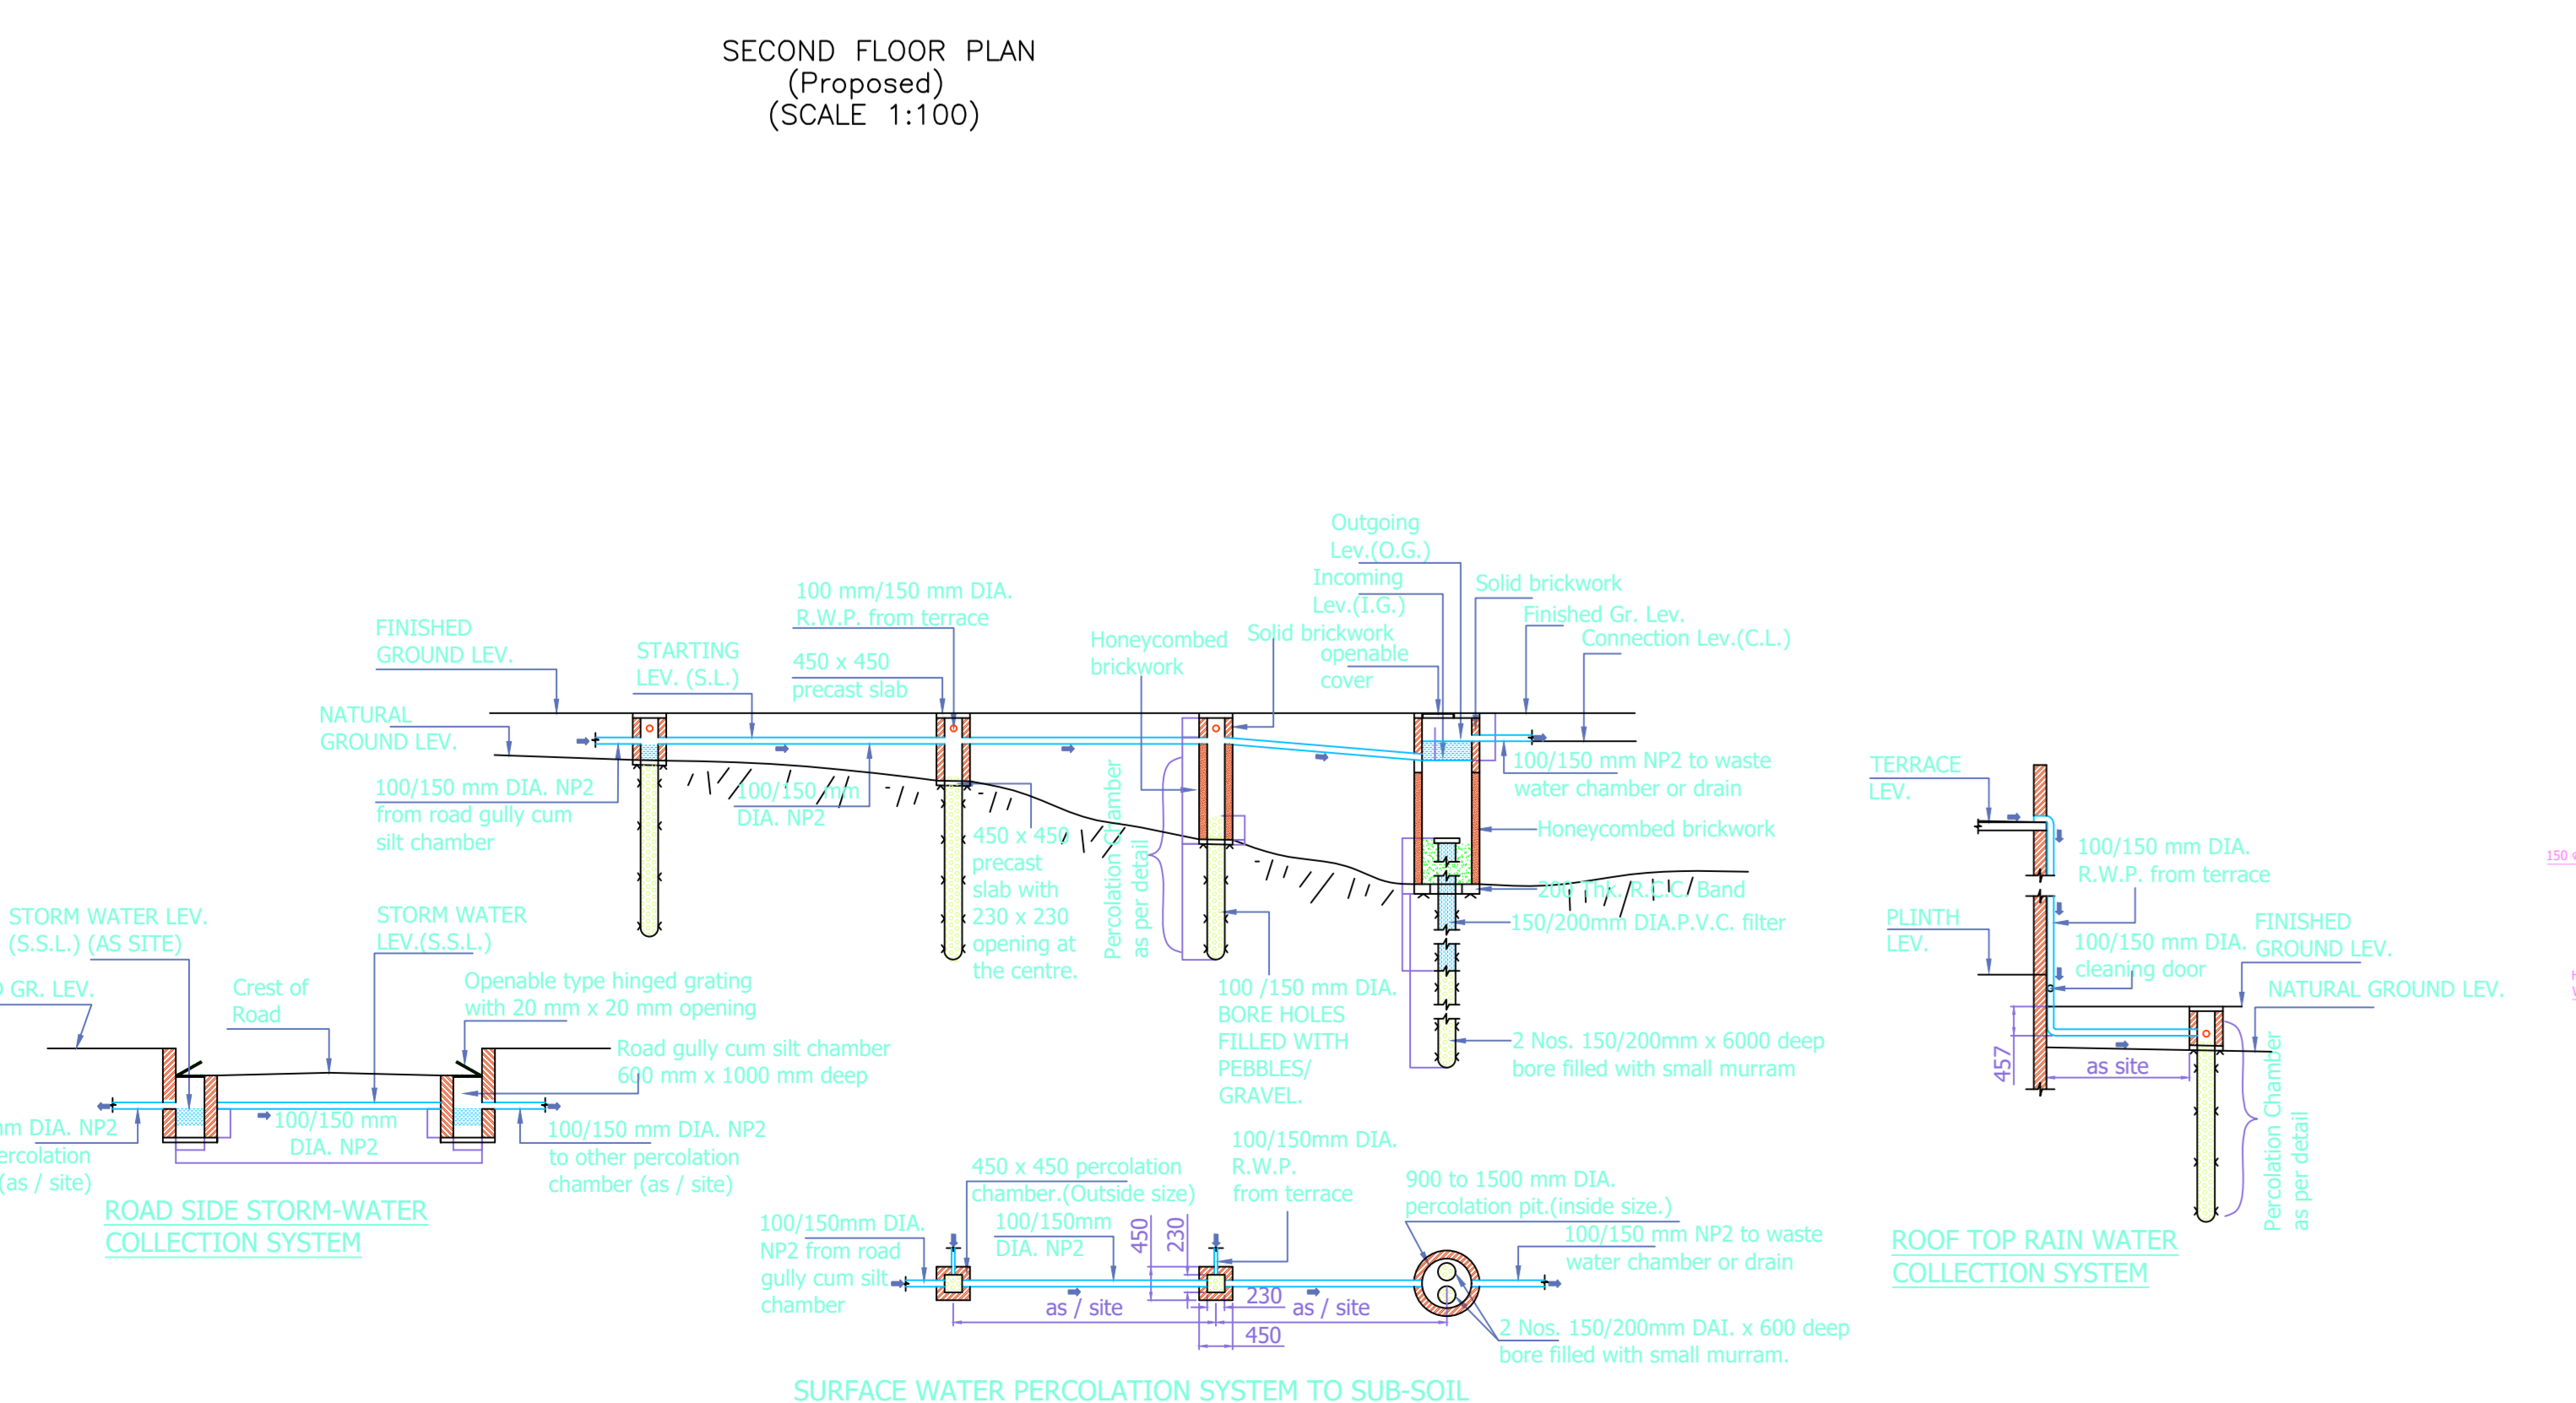 SECOND FLOOR PLAN
(Proposed)
(SCALE 1:100)
Outgoing
Lev.(O.G.)
Incoming
Lev.(I.G.)
Solid brickwork
Finished Gr. Lev.
Connection Lev.(C.L.)
100 mm/150 mm DIA.
R.W.P. from terrace
FINISHED
GROUND LEV.
STARTING
LEV. (S.L.)
450 x 450
precast slab
Honeycombed
brickwork
Solid brickwork
openable
cover
NATURAL
GROUND LEV.
100/150 mm DIA. NP2
from road gully cum
silt chamber
100/150 mm
DIA. NP2
450 x 450
precast
slab with
230 x 230
opening at
the centre.
Percolation Chamber
as per detail
100/150 mm NP2 to waste
water chamber or drain
Honeycombed brickwork
200 Thk. R.C.C. Band
150/200mm DIA.P.V.C. filter
100 /150 mm DIA.
BORE HOLES
FILLED WITH
PEBBLES/
GRAVEL.
2 Nos. 150/200mm x 6000 deep
bore filled with small murram
STORM WATER LEV.
(S.S.L.) (AS SITE)
STORM WATER
LEV.(S.S.L.)
GR. LEV.
Crest of
Road
Openable type hinged grating
with 20 mm x 20 mm opening
Road gully cum silt chamber
600 mm x 1000 mm deep
DIA. NP2
(as / site)
100/150 mm
DIA. NP2
100/150 mm DIA. NP2
to other percolation
chamber (as / site)
ROAD SIDE STORM-WATER
COLLECTION SYSTEM
450 x 450 percolation
chamber.(Outside size)
100/150mm DIA.
R.W.P.
from terrace
900 to 1500 mm DIA.
percolation pit.(inside size.)
100/150mm DIA.
NP2 from road
gully cum silt
chamber
100/150mm
DIA. NP2
450
230
100/150 mm NP2 to waste
water chamber or drain
as / site
230
as / site
450
2 Nos. 150/200mm DAI. x 600 deep
bore filled with small murram.
SURFACE WATER PERCOLATION SYSTEM TO SUB-SOIL
TERRACE
LEV.
100/150 mm DIA.
R.W.P. from terrace
PLINTH
LEV.
100/150 mm DIA.
cleaning door
FINISHED
GROUND LEV.
NATURAL GROUND LEV.
457
as site
Percolation Chamber
as per detail
ROOF TOP RAIN WATER
COLLECTION SYSTEM
150